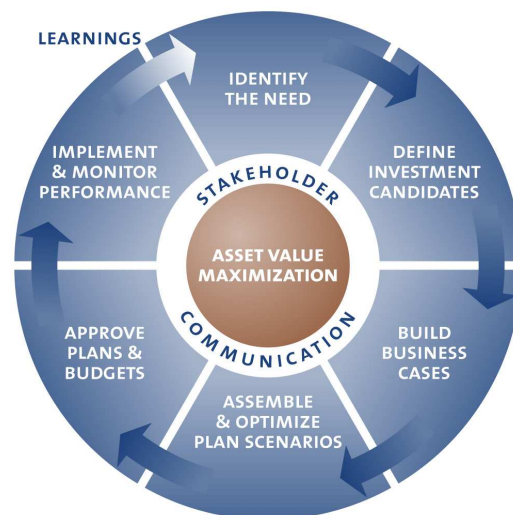 LEARNINGS
IDENTIFY
THE NEED
DEFINE
INVESTMENT
CANDIDATES
BUILD
BUSINESS
CASES
ASSEMBLE
& OPTIMIZE
PLAN SCENARIOS
APPROVE
PLANS &
BUDGETS
IMPLEMENT
& MONITOR
PERFORMANCE
STAKEHOLDER
COMMUNICATION
ASSET VALUE
MAXIMIZATION